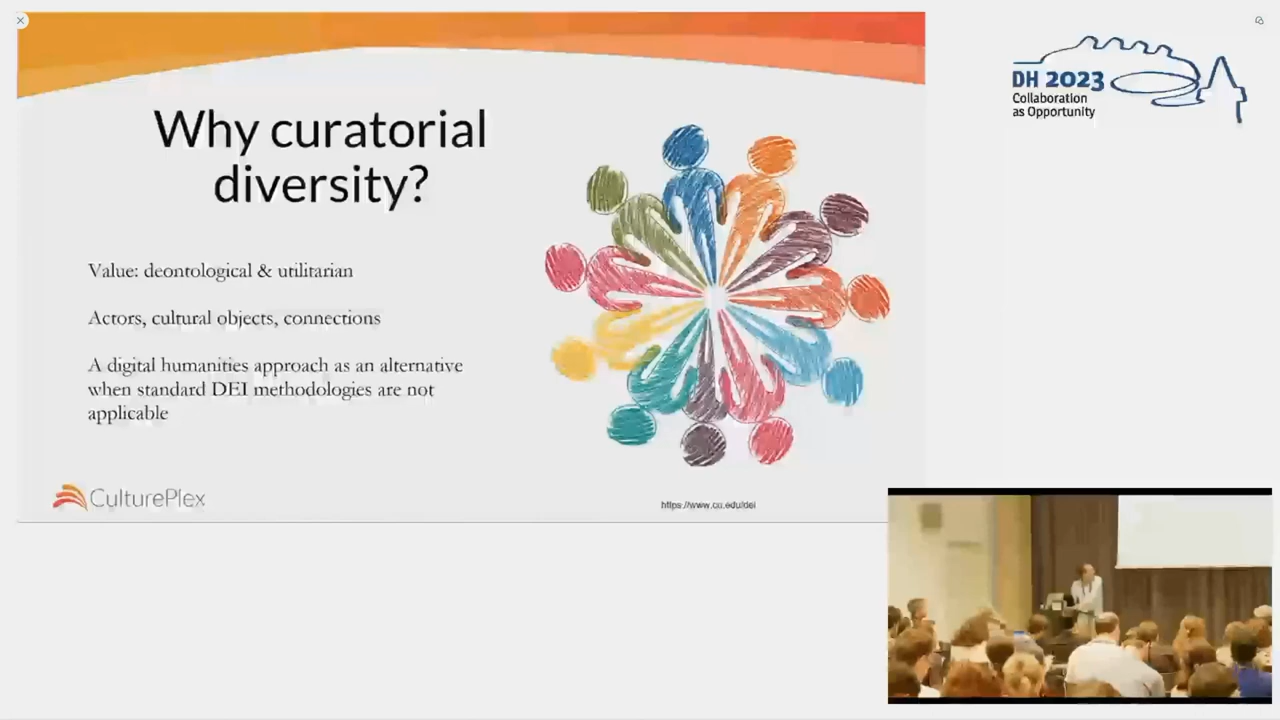 Why curatorial
diversity?
Value: deontological & utilitarian
Actors, cultural objects, connections
A digital humanities approach as an alternative
when standard DEI methodologies are not
applicable
CulturePlex
https://www.cu.edu/dei
DH 2023
Collaboration
as Opportunity